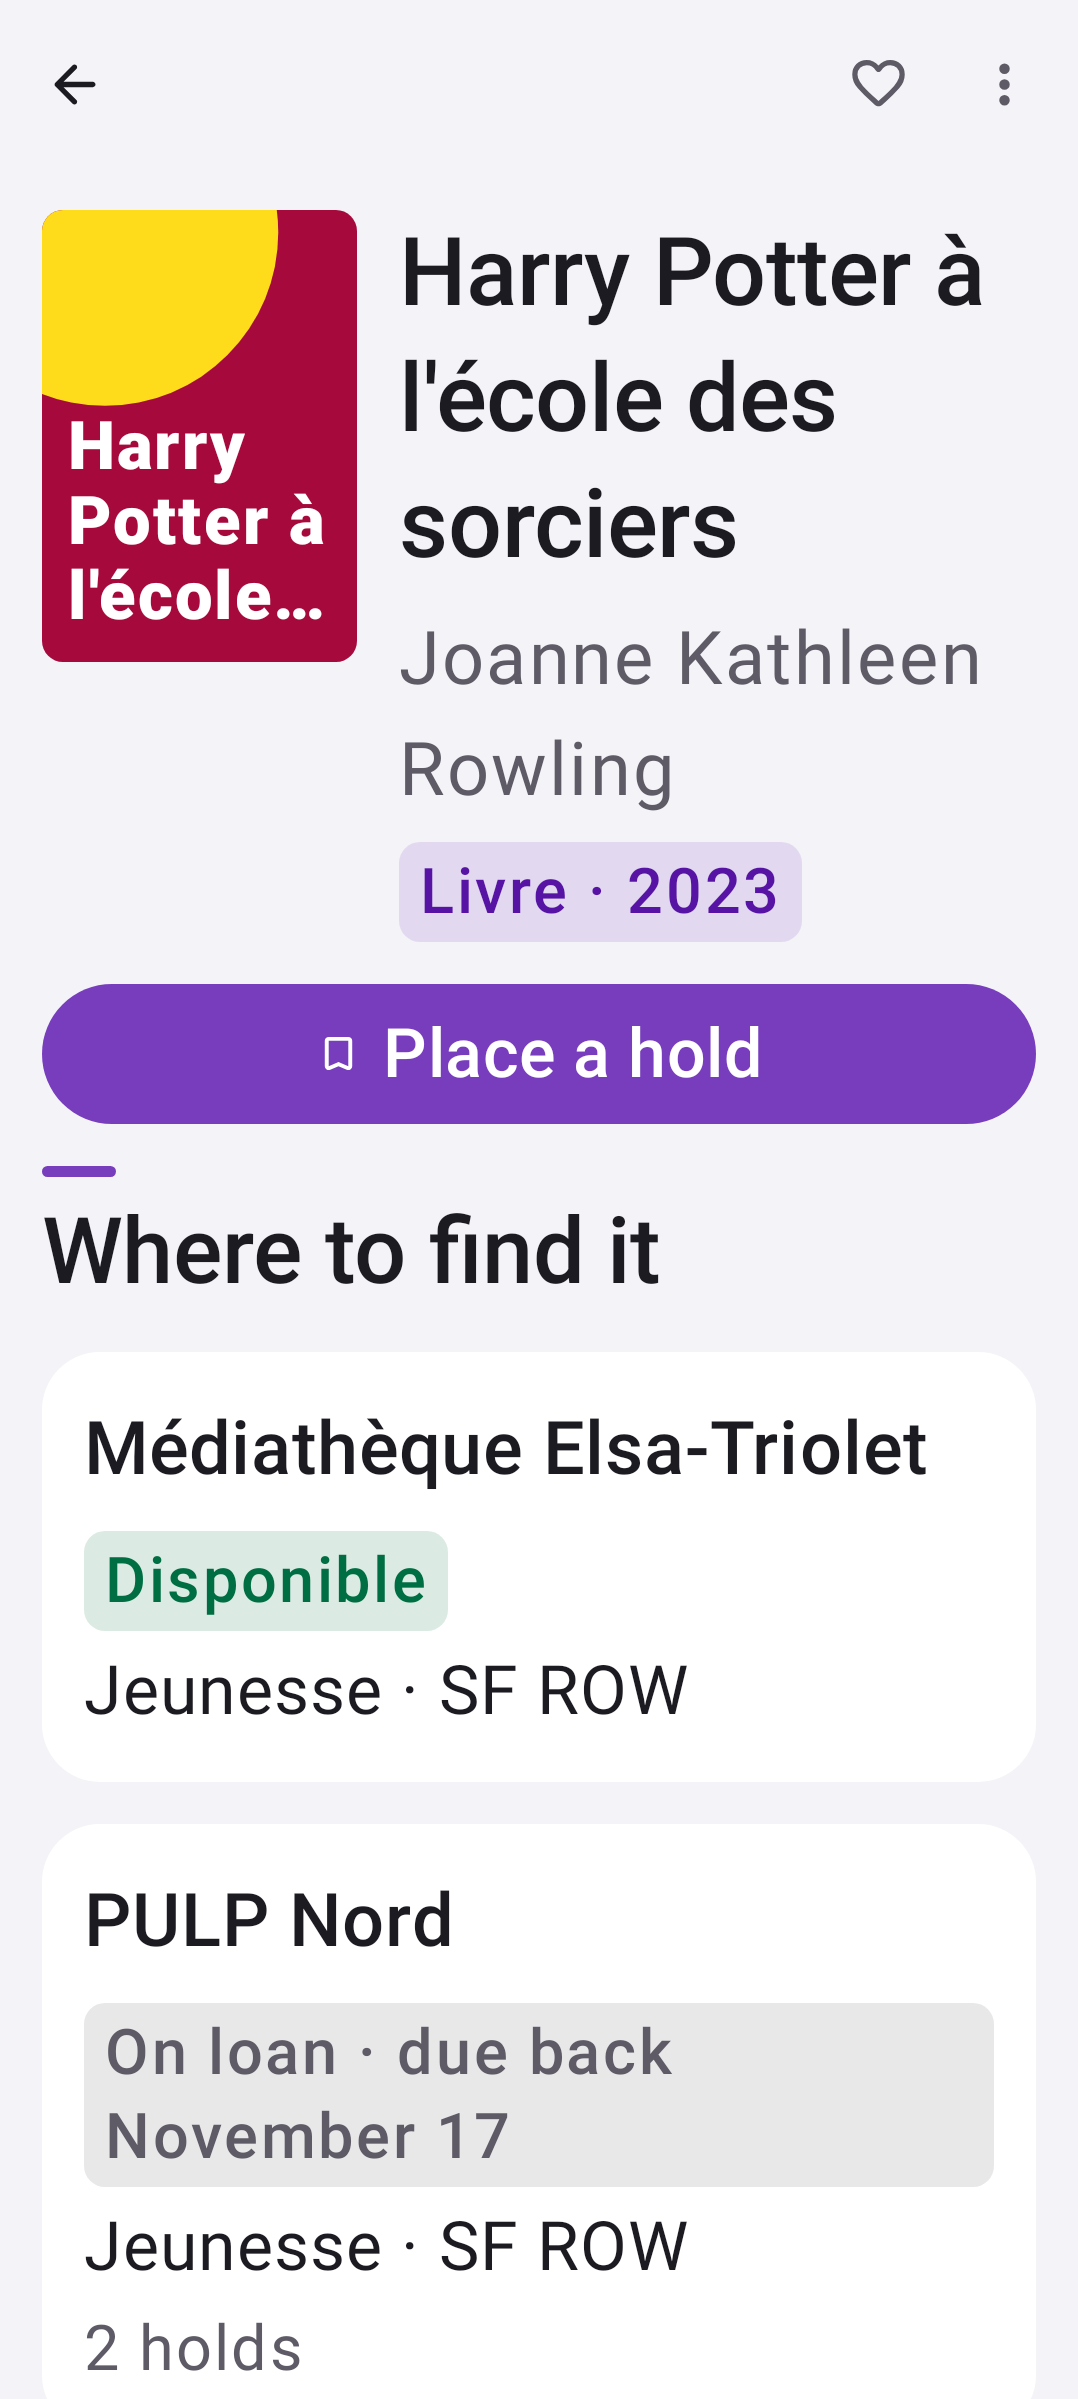 Harry
Potter à
l'école…
Harry Potter à
l'école des
sorciers
Joanne Kathleen
Rowling
Livre · 2023
Place a hold
Where to find it
Médiathèque Elsa-Triolet
Disponible
Jeunesse · SF ROW
PULP Nord
On loan · due back
November 17
Jeunesse · SF ROW
2 holds